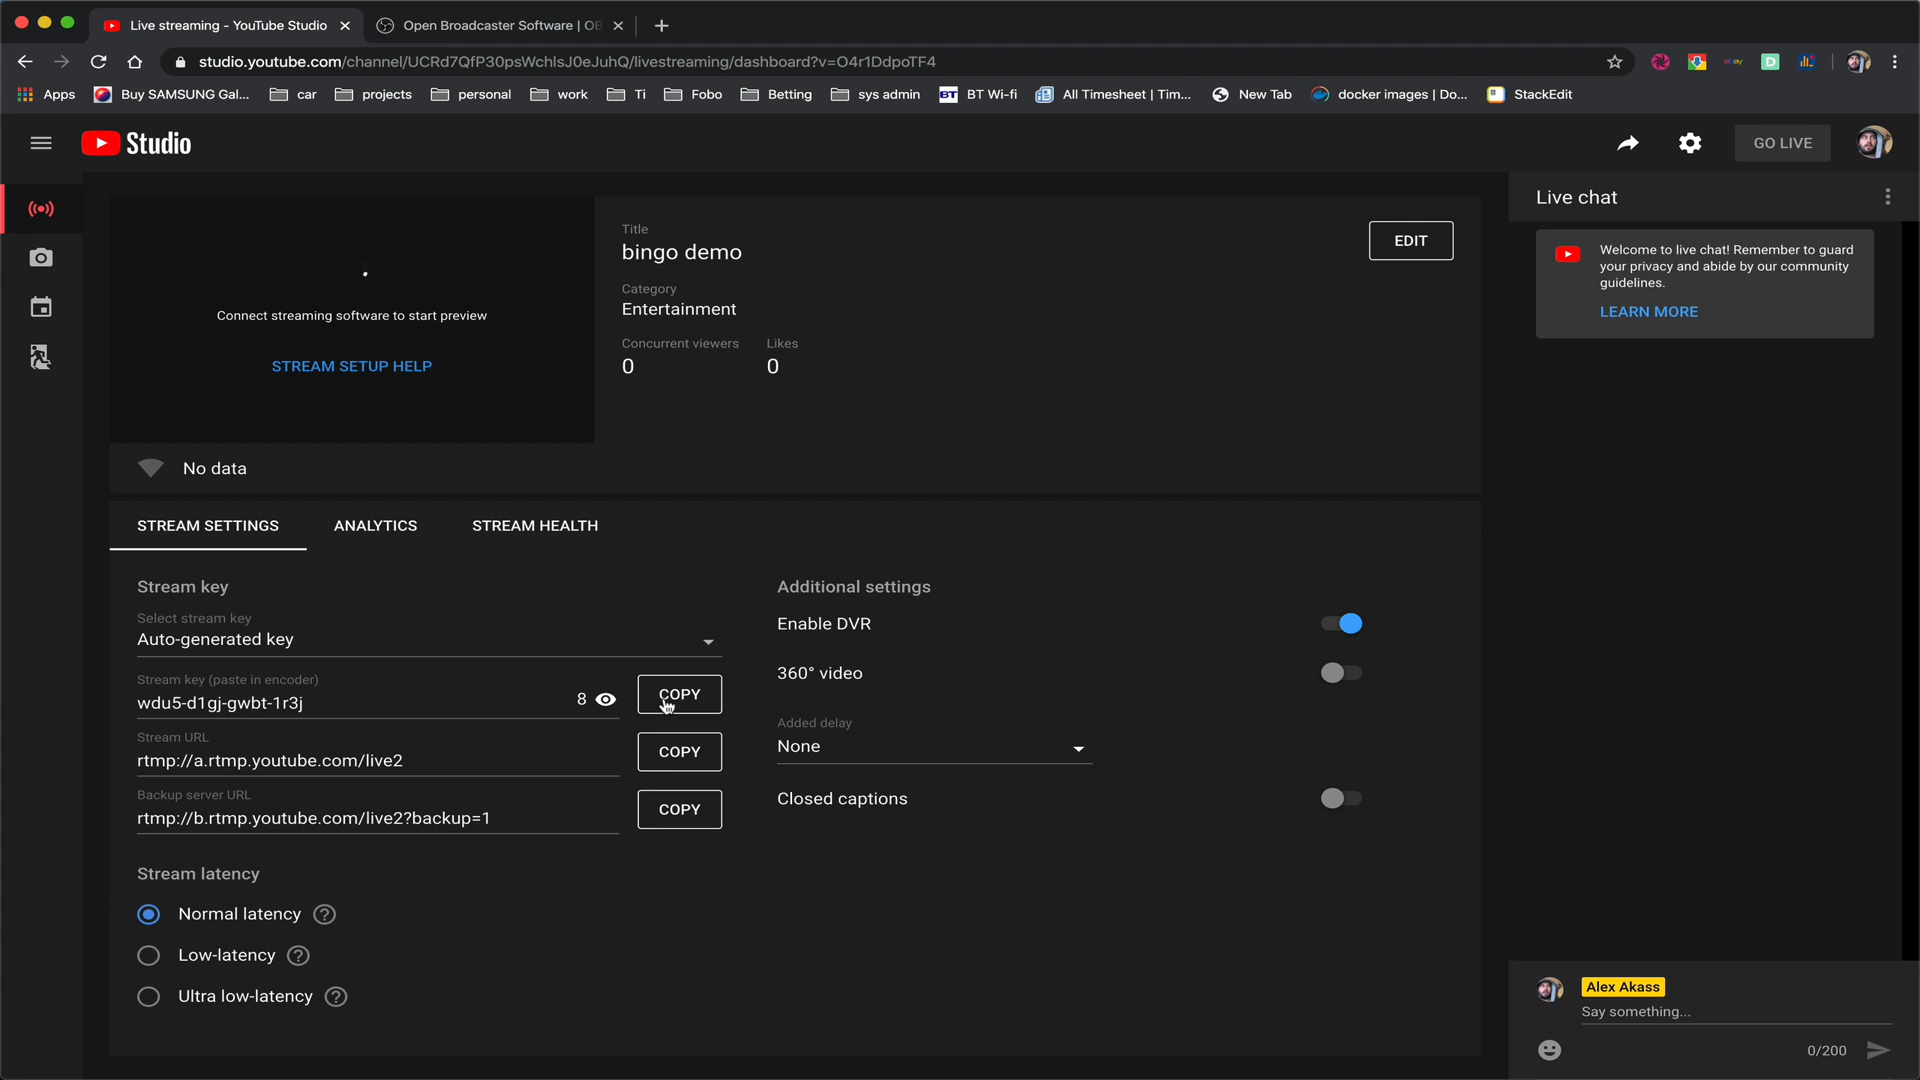 Live streaming - YouTube Studio
Open Broadcaster Software | OB
studio.youtube.com/channel/UCRd7QfP30psWchlsJ0eJuhQ/livestreaming/dashboard?v=O4r1DdpoTF4
Apps
Buy SAMSUNG Gal...
car
projects
personal
work
Ti
Fobo
Betting
sys admin
BT
BT Wi-fi
All Timesheet | Tim...
New Tab
docker images | Do...
StackEdit
ebay
D
Studio
GO LIVE
Connect streaming software to start preview
STREAM SETUP HELP
Title
bingo demo
EDIT
Category
Entertainment
Concurrent viewers
Likes
0
0
No data
STREAM SETTINGS
ANALYTICS
STREAM HEALTH
Stream key
Select stream key
Auto-generated key
Stream key (paste in encoder)
wdu5-d1gj-gwbt-1r3j
8
COPY
Stream URL
rtmp://a.rtmp.youtube.com/live2
COPY
Backup server URL
rtmp://b.rtmp.youtube.com/live2?backup=1
COPY
Stream latency
Normal latency
?
Low-latency
?
Ultra low-latency
?
Additional settings
Enable DVR
360° video
Added delay
None
Closed captions
Live chat
Welcome to live chat! Remember to guard
your privacy and abide by our community
guidelines.
LEARN MORE
Alex Akass
Say something...
0/200